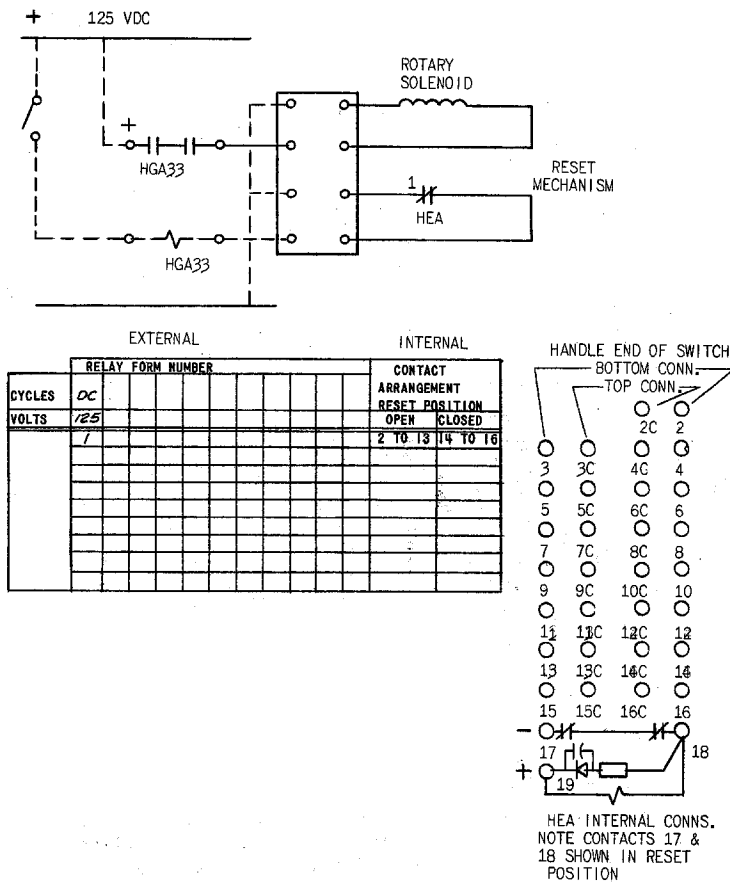 + 125 VDC
ROTARY
SOLENOID
+
HGA33
RESET
MECHANISM
1
HEA
HGA33
EXTERNAL
INTERNAL
RELAY FORM NUMBER
CONTACT
ARRANGEMENT
RESET POSITION
CYCLES DC
VOLTS 125 OPEN CLOSED
1 2 TO 13 14 TO 16
HANDLE END OF SWITCH
BOTTOM CONN.
TOP CONN.
2C 2
3 3C 4C 4
5 5C 6C 6
7 7C 8C 8
9 9C 10C 10
11 11C 12C 12
13 13C 14C 14
15 15C 16C 16
-
17 18
+
19
HEA INTERNAL CONNS.
NOTE CONTACTS 17 &
18 SHOWN IN RESET
POSITION